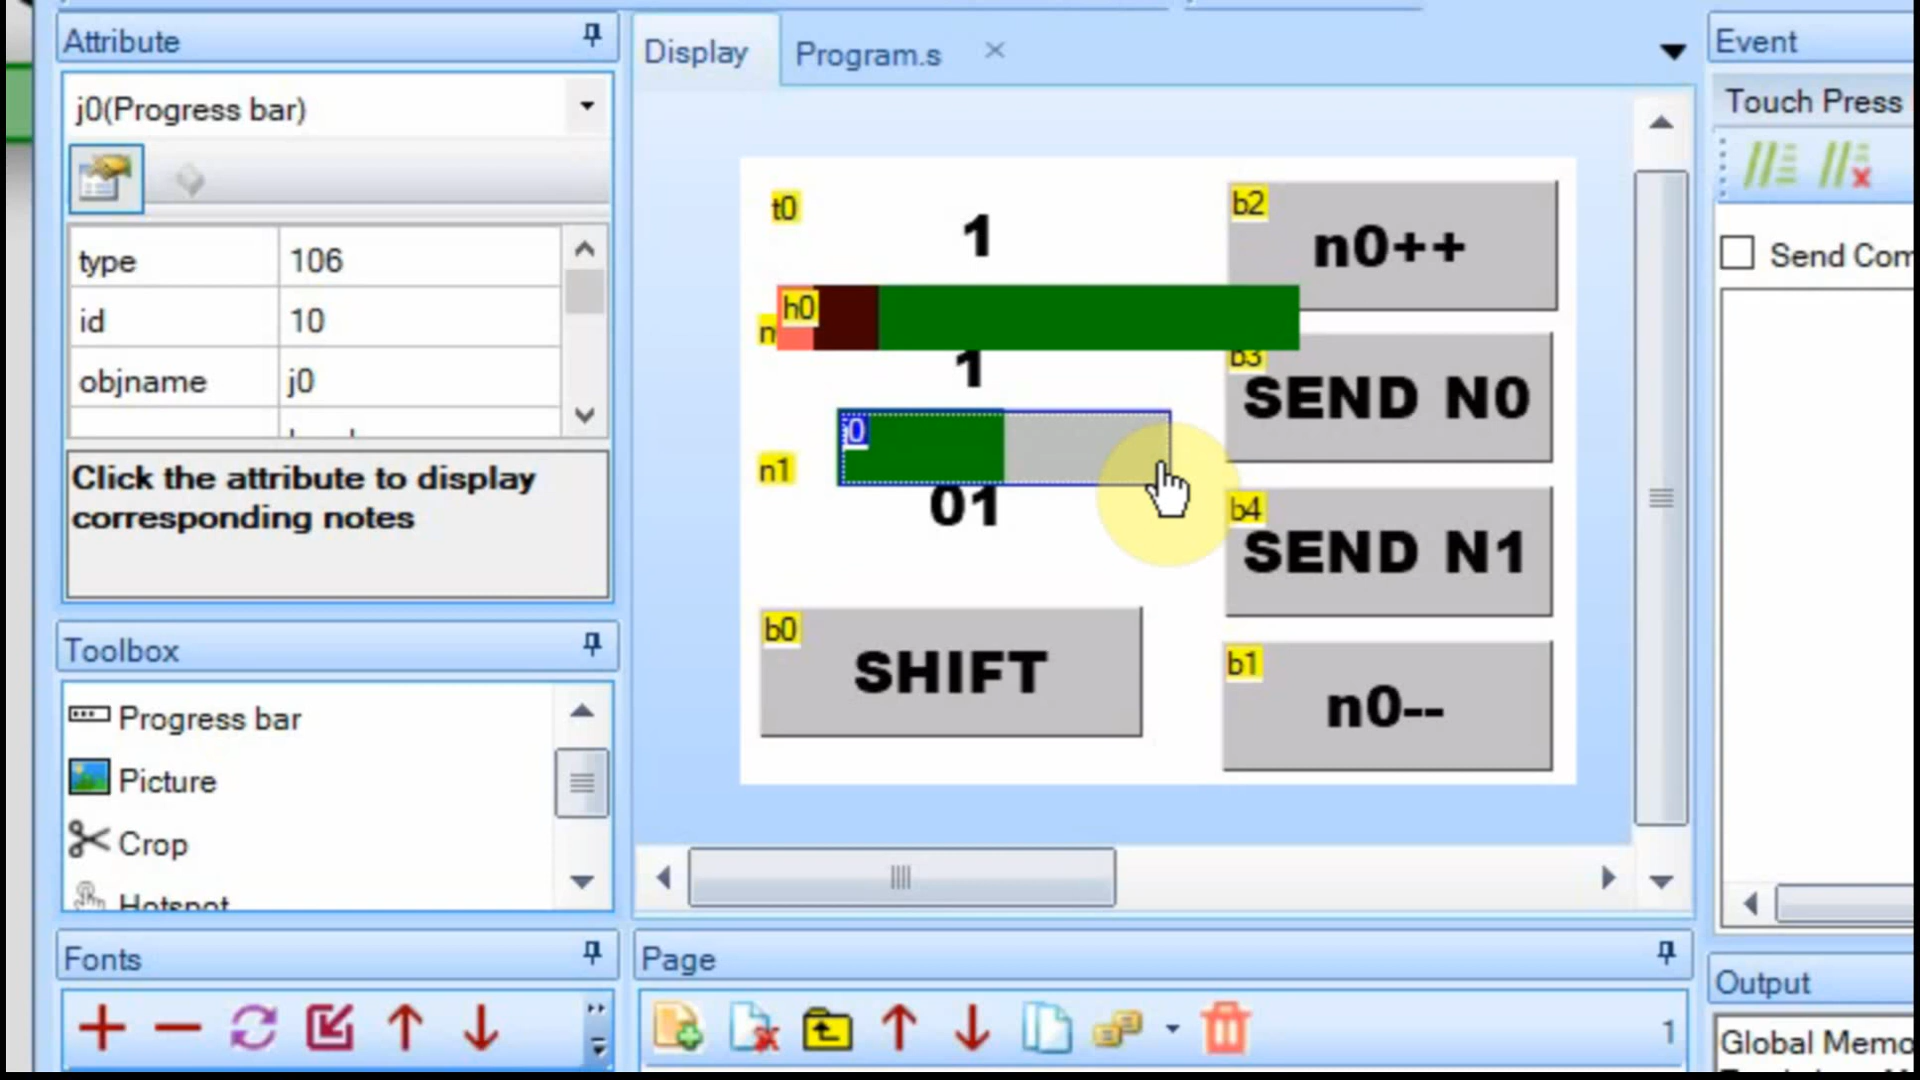 Attribute
j0(Progress bar)
type 106
id 10
objname j0
Click the attribute to display
corresponding notes
Toolbox
Progress bar
Picture
Crop
Hotspot
Fonts
Display
Program.s
t0
1
h0
n
1
j0
n1
01
b0
SHIFT
b2
n0++
b3
SEND N0
b4
SEND N1
b1
n0--
Page
1
Event
Touch Press
Send Com
Output
Global Memo